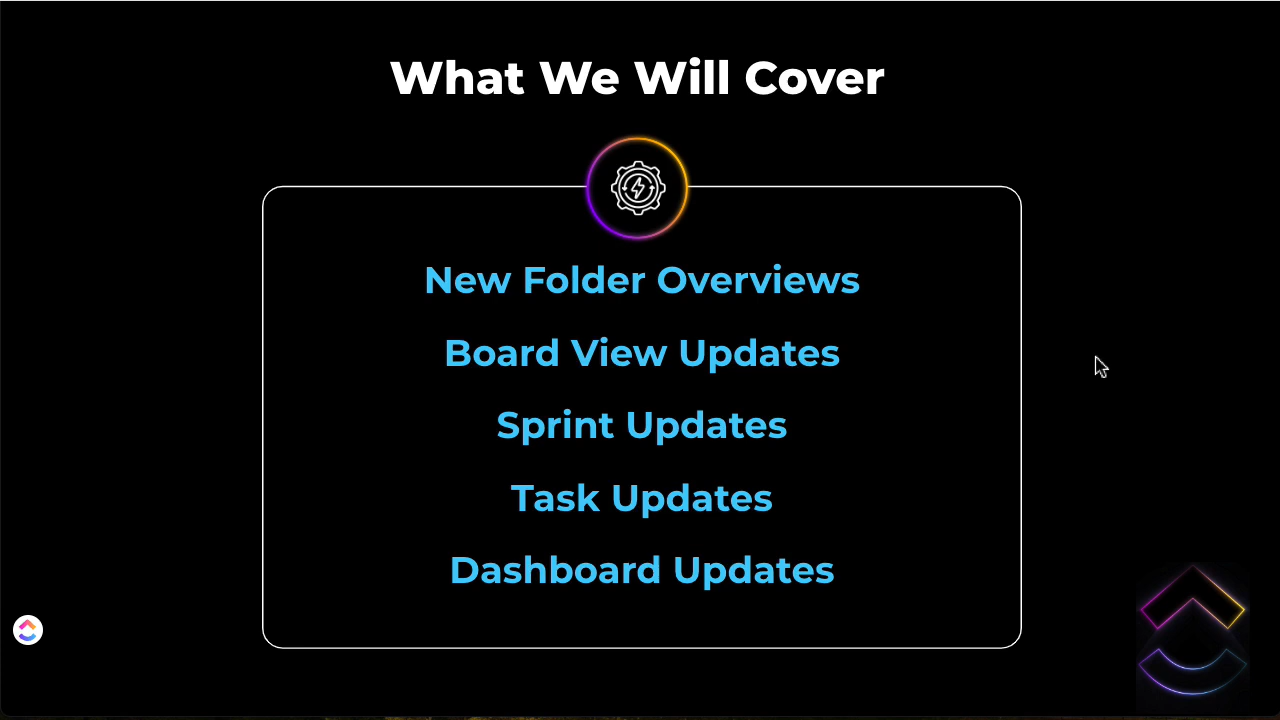 What We Will Cover
New Folder Overviews
Board View Updates
Sprint Updates
Task Updates
Dashboard Updates